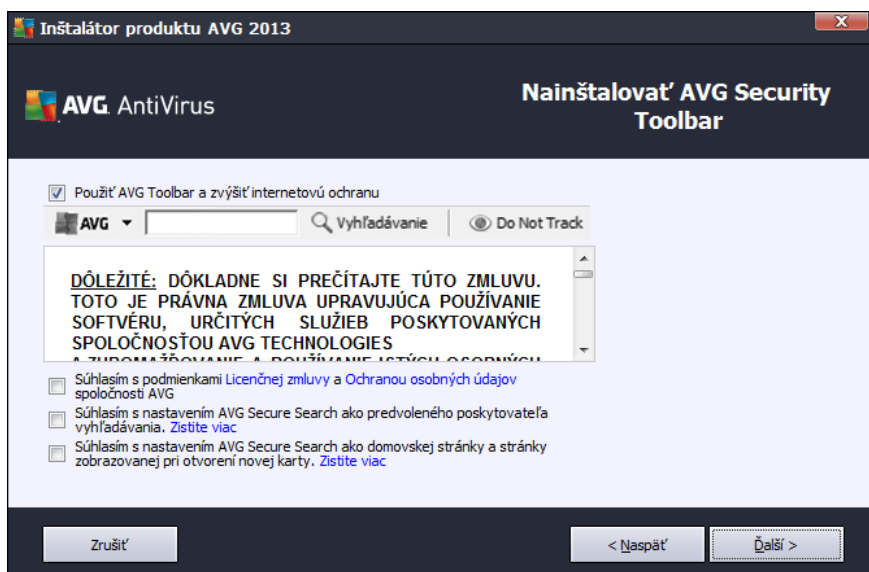 Inštalátor produktu AVG 2013
AVG. AntiVirus
Nainštalovať AVG Security
Toolbar
Použiť AVG Toolbar a zvýšiť internetovú ochranu
AVG
Vyhľadávanie
Do Not Track
DÔLEŽITÉ: DÔKLADNE SI PREČÍTAJTE TÚTO ZMLUVU.
TOTO JE PRÁVNA ZMLUVA UPRAVUJÚCA POUŽÍVANIE
SOFTVÉRU, URČITÝCH SLUŽIEB POSKYTOVANÝCH
SPOLOČNOSŤOU AVG TECHNOLOGIES
A ZHROMAŽĎOVANIE A POUŽÍVANIE ISTÝCH OSOBNÝCH
Súhlasím s podmienkami Licenčnej zmluvy a Ochranou osobných údajov
spoločnosti AVG
Súhlasím s nastavením AVG Secure Search ako predvoleného poskytovateľa
vyhľadávania. Zistite viac
Súhlasím s nastavením AVG Secure Search ako domovskej stránky a stránky
zobrazovanej pri otvorení novej karty. Zistite viac
Zrušiť
< Naspäť
Ďalší >